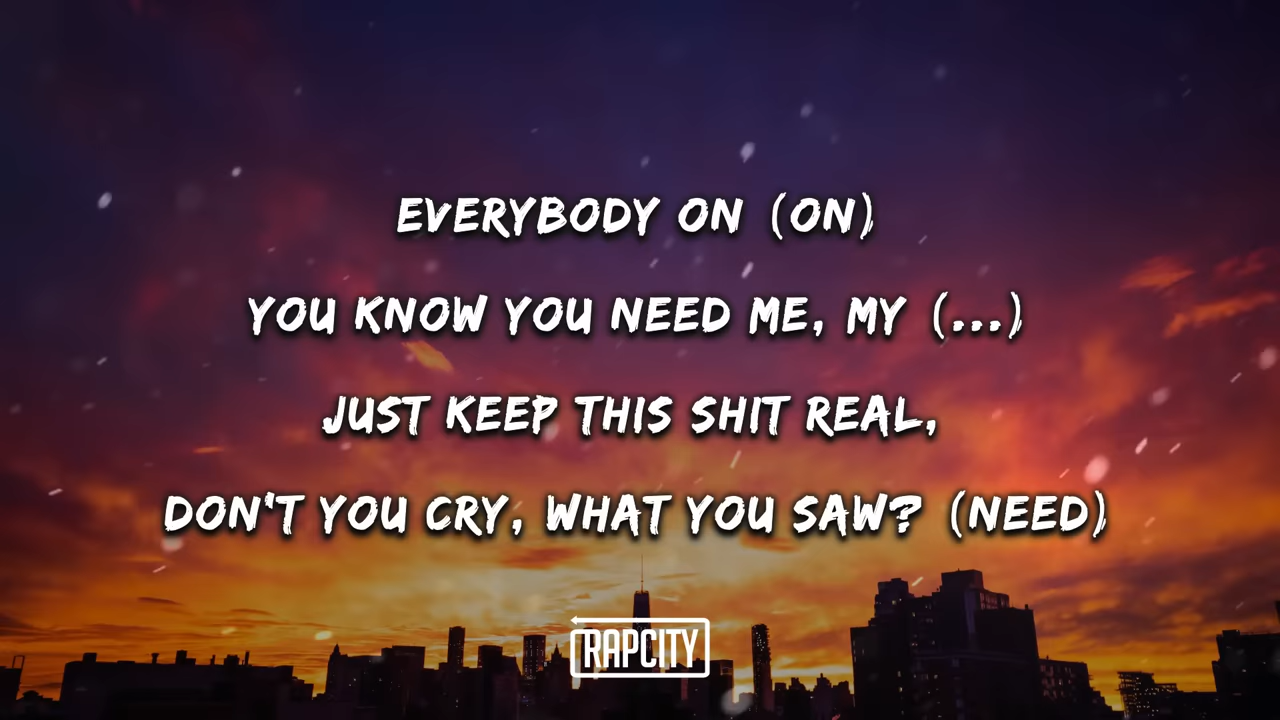 EVERYBODY ON (ON)
YOU KNOW YOU NEED ME, MY (...)
JUST KEEP THIS SHIT REAL,
DON'T YOU CRY, WHAT YOU SAW? (NEED)
RAPCITY